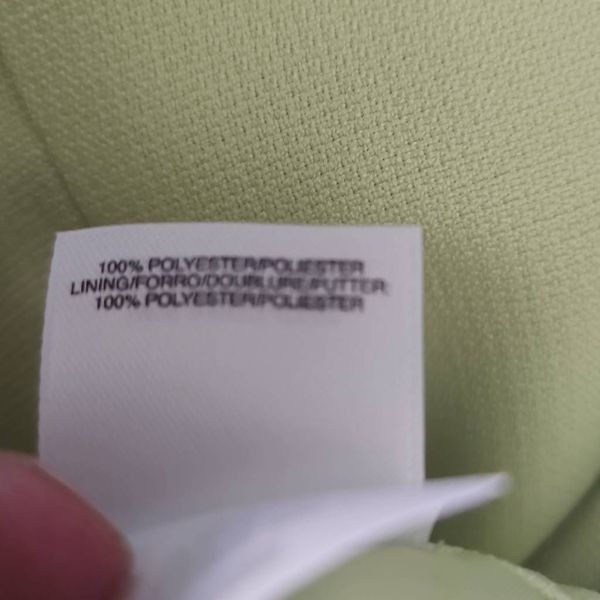 100% POLYESTER/POLIESTER
LINING/FORRO/DOUBLURE/FUTTER:
100% POLYESTER/POLIESTER